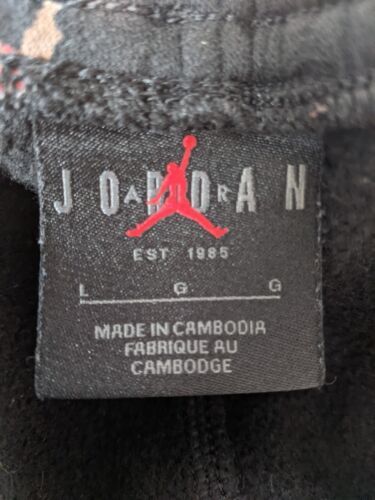 JORDAN
AIR
EST 1985
L G G
MADE IN CAMBODIA
FABRIQUE AU
CAMBODGE